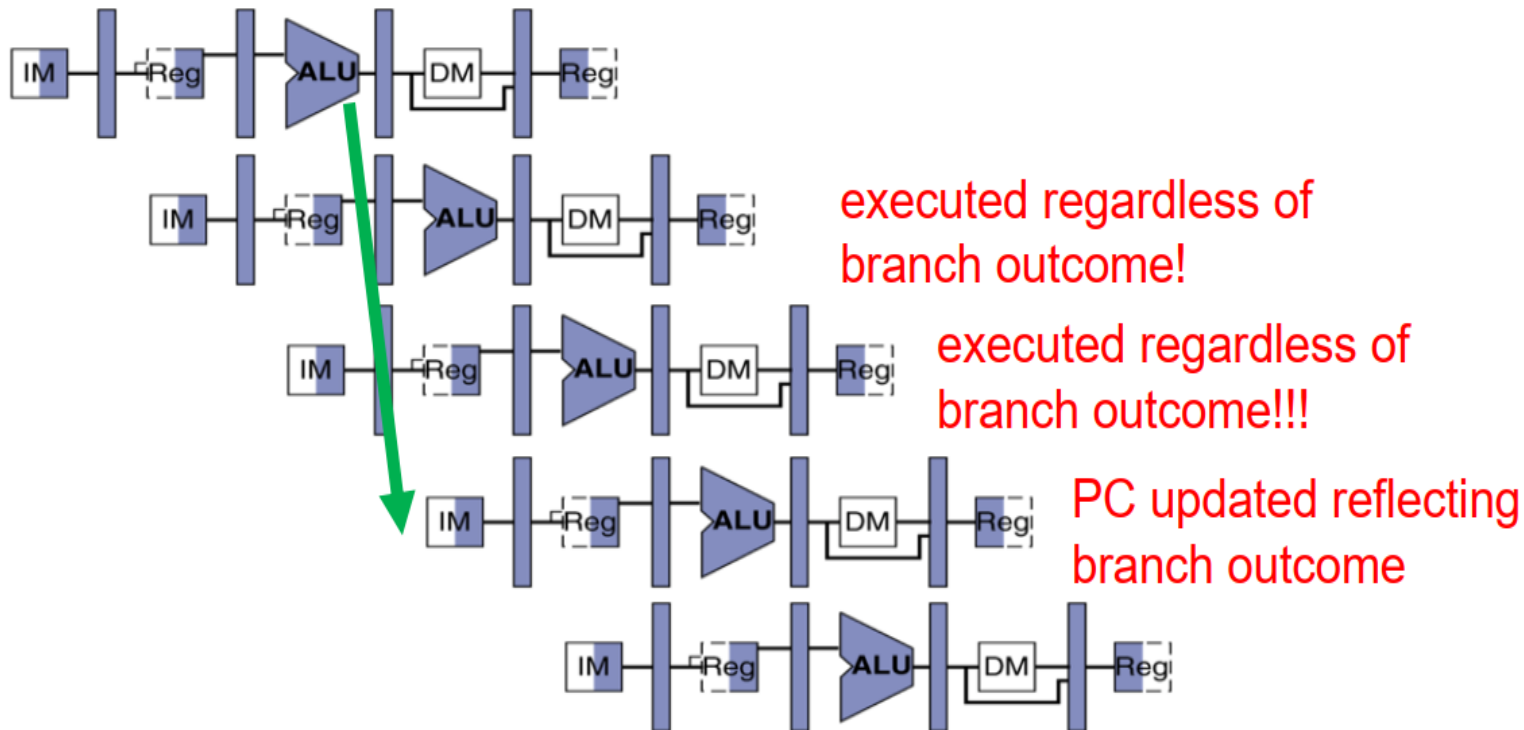 IM Reg ALU DM Reg
IM Reg ALU DM Reg
executed regardless of
branch outcome!
IM Reg ALU DM Reg
executed regardless of
branch outcome!!!
IM Reg ALU DM Reg
PC updated reflecting
branch outcome
IM Reg ALU DM Reg